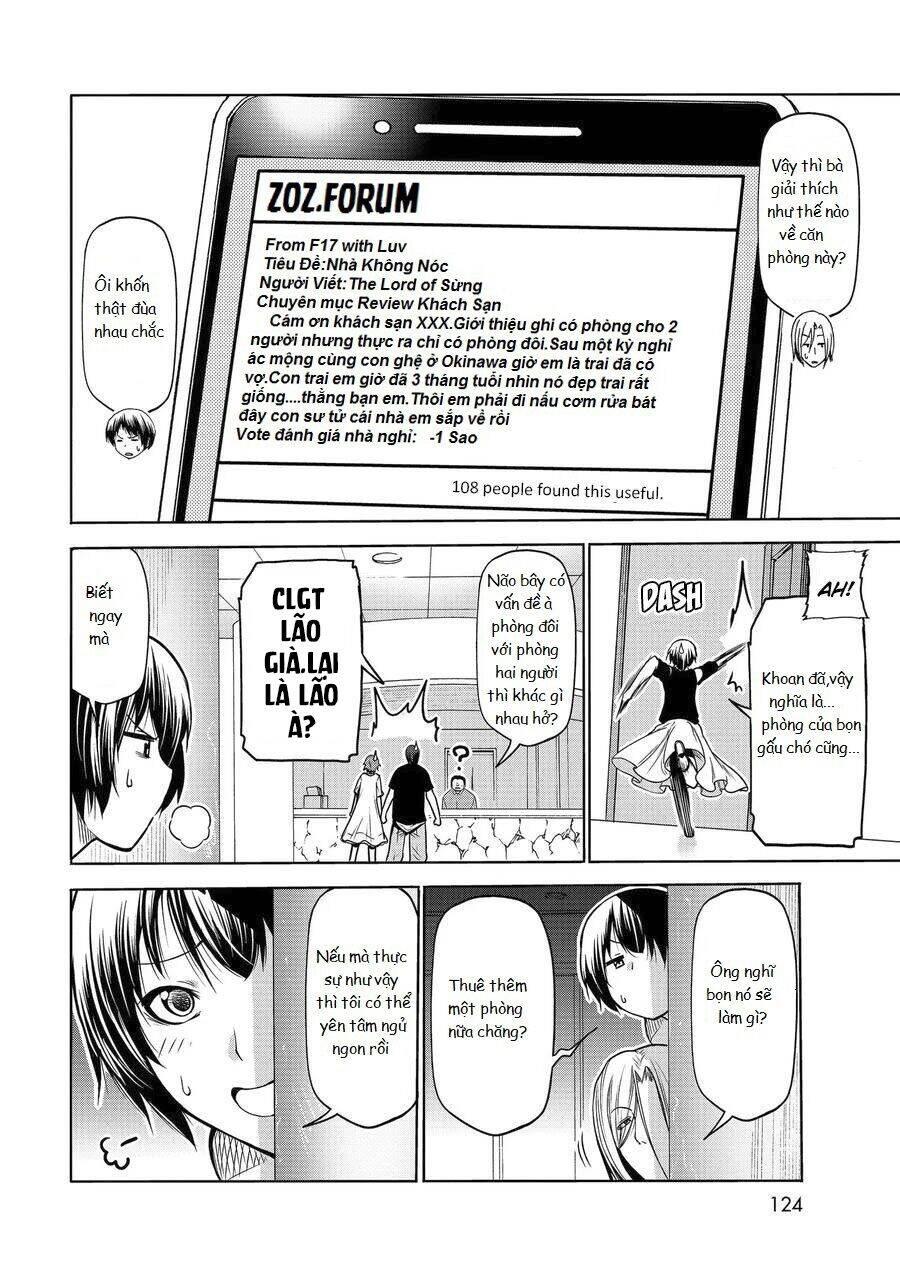 Vậy thì bà
giải thích
như thế nào
về căn
phòng này?
ZOZ.FORUM
From F17 with Luv
Tiêu Đề:Nhà Không Nóc
Người Viết:The Lord of Sừng
Chuyên mục Review Khách Sạn
Cám ơn khách sạn XXX.Giới thiệu ghi có phòng cho 2
người nhưng thực ra chỉ có phòng đôi.Sau một kỳ nghỉ
ác mộng cùng con ghệ ở Okinawa giờ em là trai đã có
vợ.Con trai em giờ đã 3 tháng tuổi nhìn nó đẹp trai rất
giống....thằng bạn em.Thôi em phải đi nấu cơm rửa bát
đây con sư tử cái nhà em sắp về rồi
Vote đánh giá nhà nghỉ: -1 Sao
108 people found this useful.
Ôi khốn
thật đùa
nhau chắc
AH!
DASH
Khoan đã,vậy
nghĩa là...
phòng của bọn
gấu chó cũng...
Não bây có
vấn đề à
phòng đôi
với phòng
hai người
thì khác gì
nhau hở?
?
CLGT
LÃO
GIÀ.LẠI
LÀ LÃO
À?
Biết
ngay
mà
Ông nghĩ
bọn nó sẽ
làm gì?
Thuê thêm
một phòng
nữa chăng?
Nếu mà thực
sự như vậy
thì tôi có thể
yên tâm ngủ
ngon rồi
124